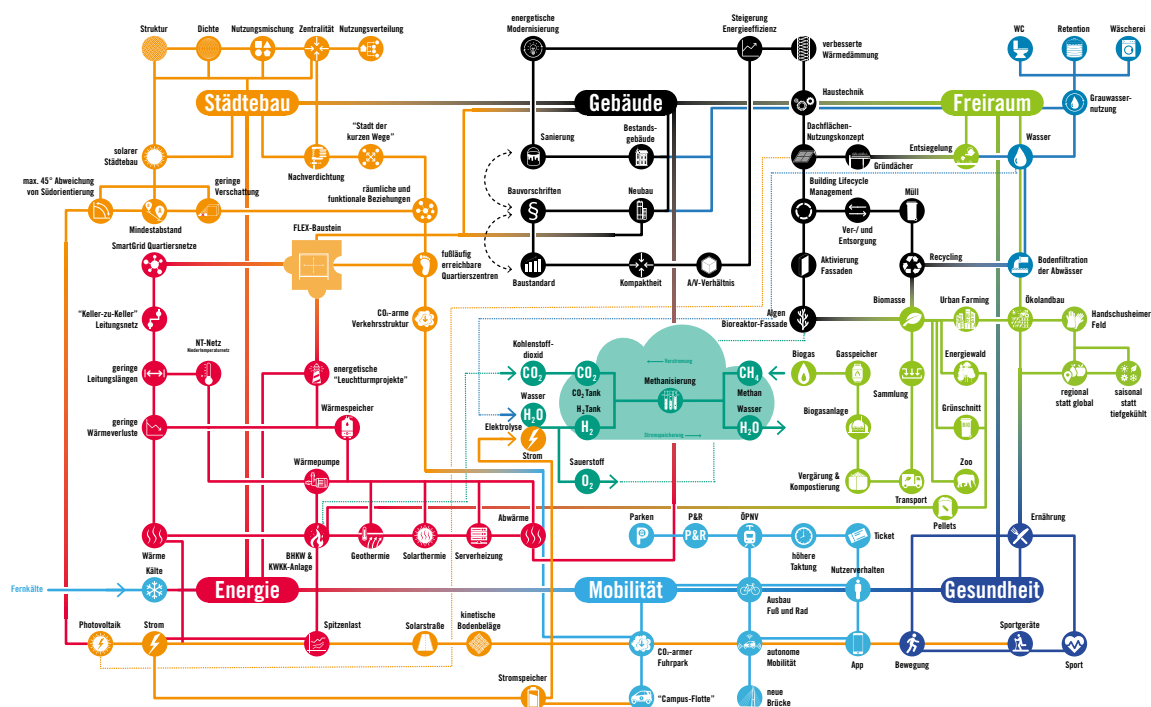 Struktur
Dichte
Nutzungsmischung
Zentralität
Nutzungsverteilung
energetische
Modernisierung
Steigerung
Energieeffizienz
verbesserte
Wärmedämmung
WC
Retention
Wäscherei
Städtebau
Gebäude
Haustechnik
Freiraum
Grauwasser-
nutzung
"Stadt der
kurzen Wege"
Sanierung
Bestands-
gebäude
Dachflächen-
Nutzungskonzept
Gründächer
Entsiegelung
Wasser
solarer
Städtebau
Nachverdichtung
max. 45° Abweichung
von Südorientierung
geringe
Verschattung
Mindestabstand
räumliche und
funktionale Beziehungen
Bauvorschriften
§
Neubau
Building Lifecycle
Management
Müll
Ver-/ und
Entsorgung
FLEX-Baustein
SmartGrid Quartiersnetze
fußläufig
erreichbare
Quartierszentren
Baustandard
Kompaktheit
A/V-Verhältnis
Aktivierung
Fassaden
Recycling
Bodenfiltration
der Abwässer
"Keller-zu-Keller"
Leitungsnetz
CO₂-arme
Verkehrsstruktur
Algen
Bioreaktor-Fassade
Biomasse
Urban Farming
Ökolandbau
Handschusheimer
Feld
NT-Netz
Niedertemperaturnetz
geringe
Leitungslängen
energetische
"Leuchtturmprojekte"
Kohlenstoff-
dioxid
CO₂
CO₂
CO₂Tank
Verstromung
Methanisierung
CH₄
Methan
Biogas
Gasspeicher
Sammlung
Energiewald
regional
statt global
saisonal
statt
tiefgekühlt
Wasser
H₂O
H₂Tank
H₂
Wasser
H₂O
Stromspeicherung
Elektrolyse
Strom
geringe
Wärmeverluste
Wärmespeicher
Biogasanlage
Grünschnitt
Wärmepumpe
Sauerstoff
O₂
Vergärung &
Kompostierung
Transport
Zoo
Pellets
Wärme
BHKW &
KWKK-Anlage
Geothermie
Solarthermie
Serverheizung
Abwärme
Parken
P
P&R
P&R
ÖPNV
höhere
Taktung
Ticket
Ernährung
Fernkälte
Kälte
Energie
Mobilität
Ausbau
Fuß und Rad
Nutzerverhalten
Gesundheit
Photovoltaik
Strom
Spitzenlast
Solarstraße
kinetische
Bodenbeläge
CO₂-armer
Fuhrpark
autonome
Mobilität
App
Bewegung
Sportgeräte
Sport
Stromspeicher
"Campus-Flotte"
neue
Brücke